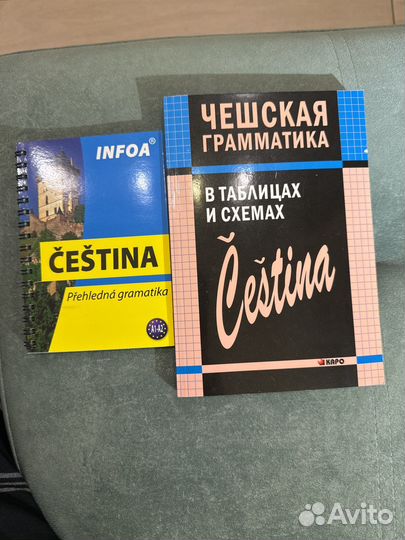 INFOA®
ČEŠTINA
Přehledná gramatika
A1-A2
ЧЕШСКАЯ
ГРАММАТИКА
В ТАБЛИЦАХ
И СХЕМАХ
Čeština
КАРО
Avito